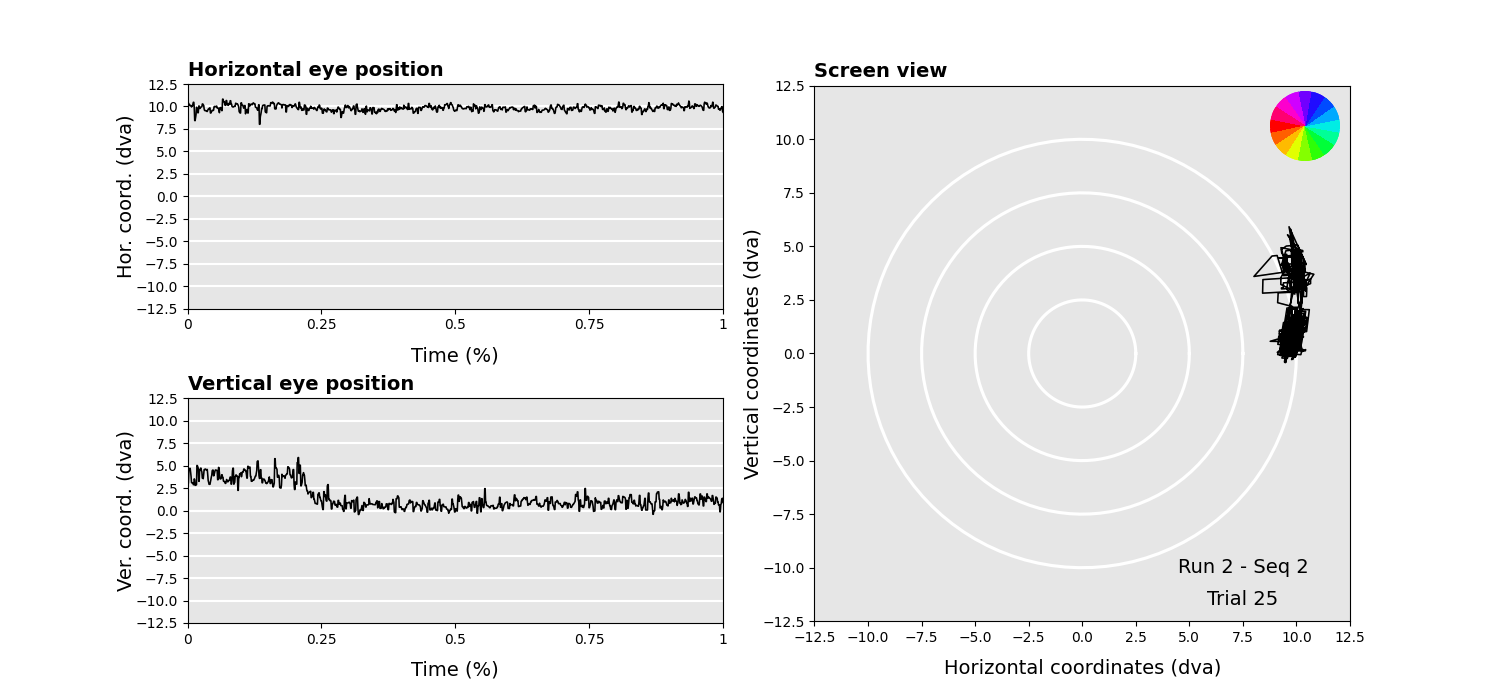 Horizontal eye position
Hor. coord. (dva)
12.5
10.0
7.5
5.0
2.5
0.0
−2.5
−5.0
−7.5
−10.0
−12.5
0 0.25 0.5 0.75 1
Time (%)
Vertical eye position
Ver. coord. (dva)
12.5
10.0
7.5
5.0
2.5
0.0
−2.5
−5.0
−7.5
−10.0
−12.5
0 0.25 0.5 0.75 1
Time (%)
Screen view
Vertical coordinates (dva)
12.5
10.0
7.5
5.0
2.5
0.0
−2.5
−5.0
−7.5
−10.0
−12.5
Run 2 - Seq 2
Trial 25
−12.5 −10.0 −7.5 −5.0 −2.5 0.0 2.5 5.0 7.5 10.0 12.5
Horizontal coordinates (dva)